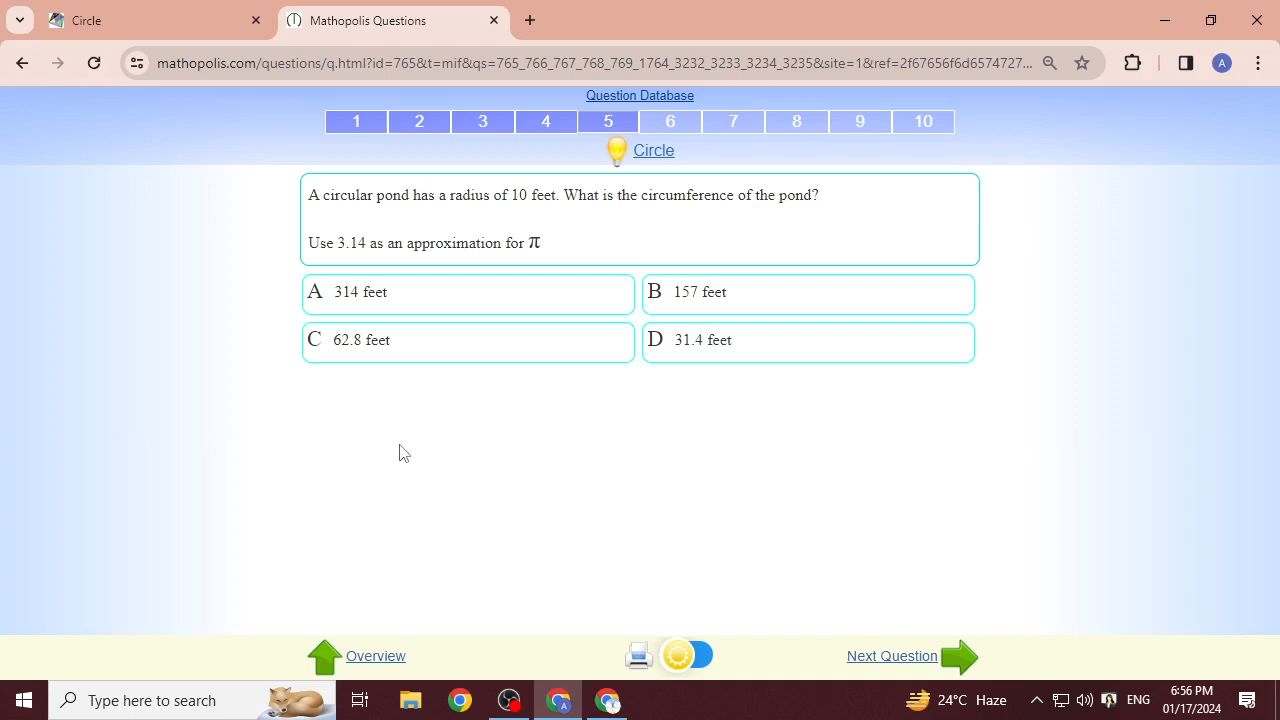 Circle
Mathopolis Questions
mathopolis.com/questions/q.html?id=765&t=mif&qs=765_766_767_768_769_1764_3232_3233_3234_3235&site=1&ref=2f67656f6d6574727...
A
Question Database
1 2 3 4 5 6 7 8 9 10
Circle
A circular pond has a radius of 10 feet. What is the circumference of the pond?
Use 3.14 as an approximation for π
A 314 feet
B 157 feet
C 62.8 feet
D 31.4 feet
Overview
Next Question
Type here to search
A
24°C Haze
ENG
6:56 PM
01/17/2024